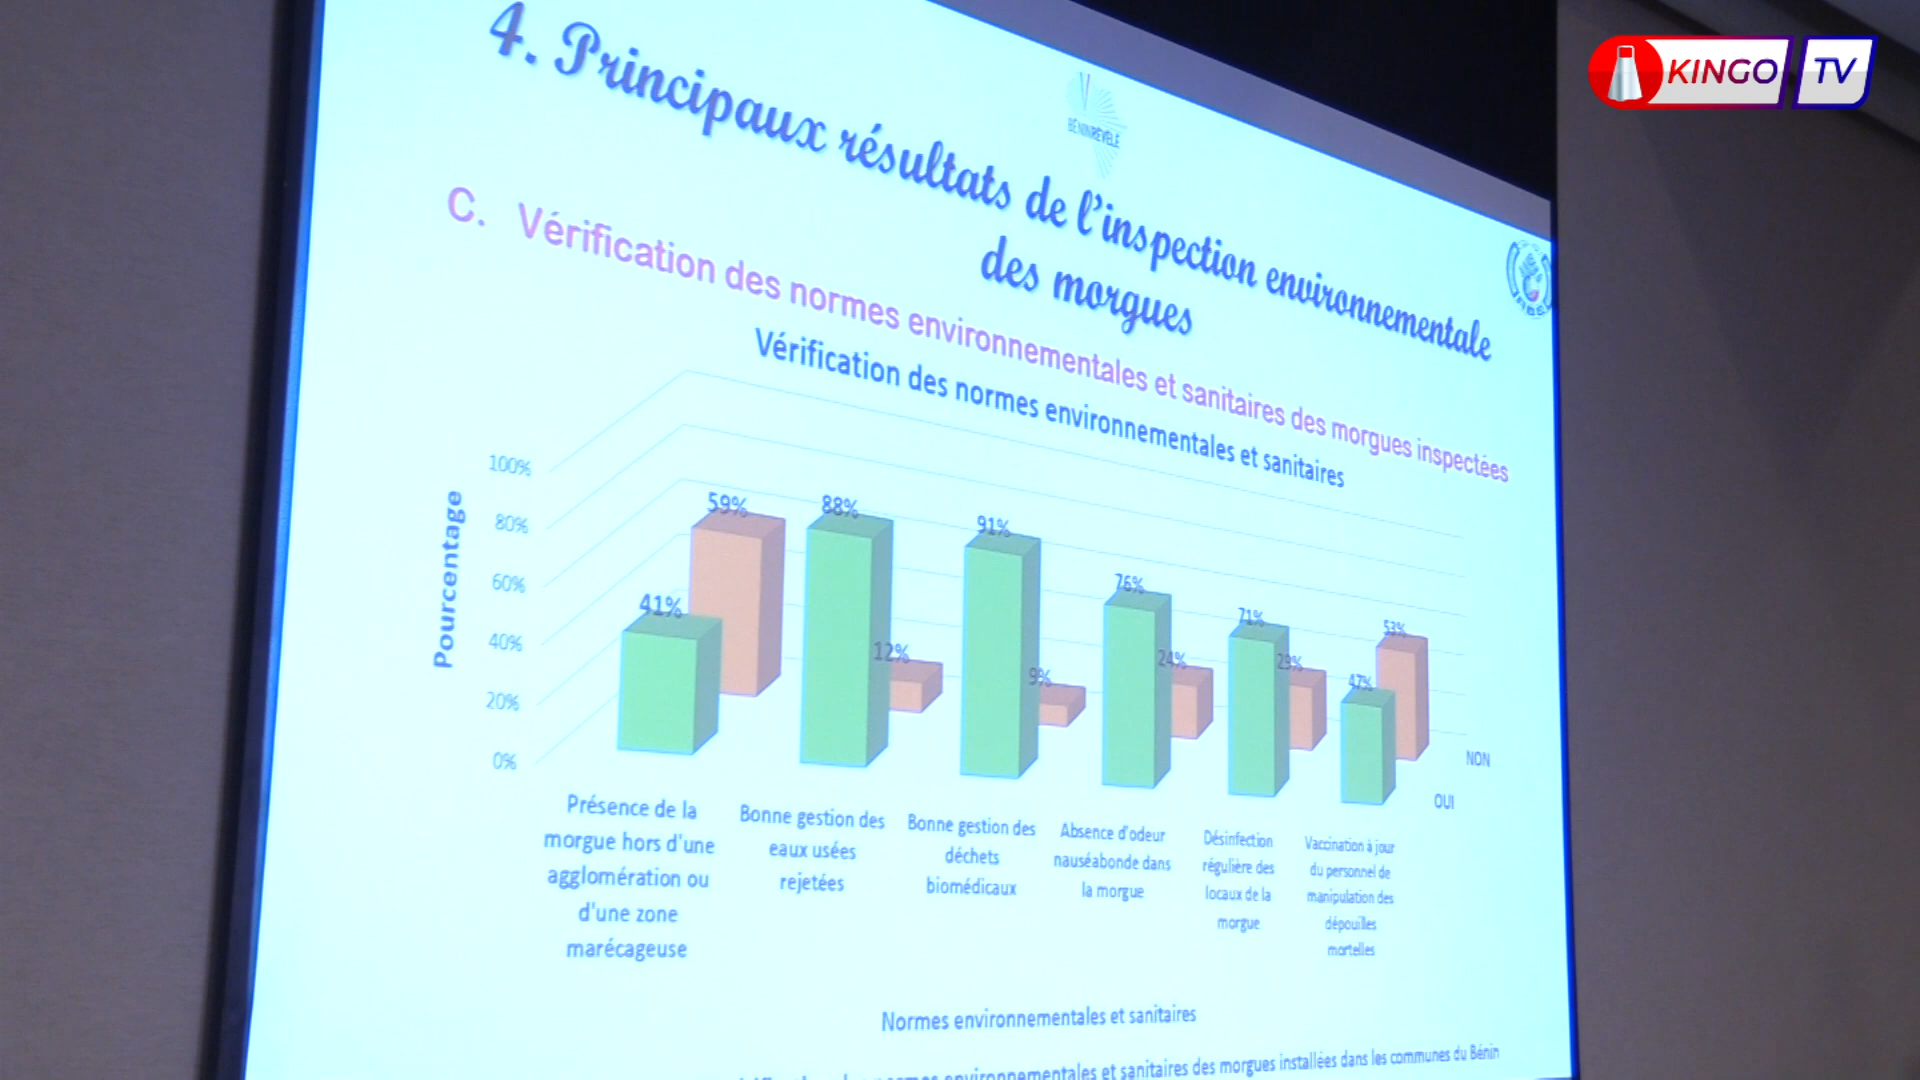 KINGO TV
4. Principaux résultats de l'inspection environnementale
des morgues
BÉNINRÉVÉLÉ
C. Vérification des normes environnementales et sanitaires des morgues inspectées
Vérification des normes environnementales et sanitaires
Pourcentage
100%
80%
60%
40%
20%
0%
41%
59%
88%
12%
91%
9%
76%
24%
71%
29%
47%
53%
NON
OUI
Présence de la
morgue hors d'une
agglomération ou
d'une zone
marécageuse
Bonne gestion des
eaux usées
rejetées
Bonne gestion des
déchets
biomédicaux
Absence d'odeur
nauséabonde dans
la morgue
Désinfection
régulière des
locaux de la
morgue
Vaccination à jour
du personnel de
manipulation des
dépouilles
mortelles
Normes environnementales et sanitaires
normes environnementales et sanitaires des morgues installées dans les communes du Bénin